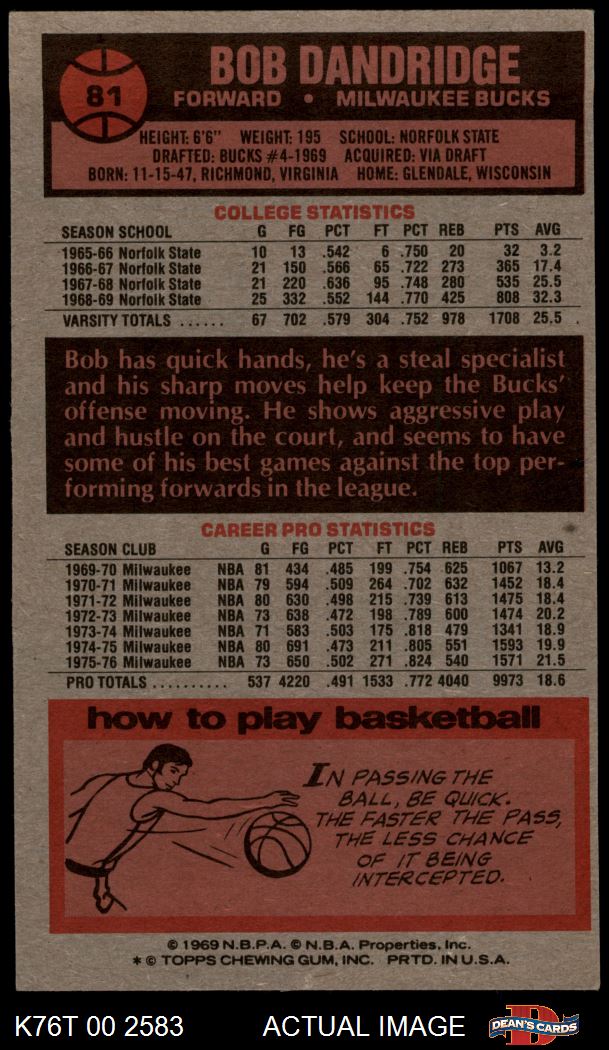 81
BOB DANDRIDGE
FORWARD • MILWAUKEE BUCKS
HEIGHT: 6'6" WEIGHT: 195 SCHOOL: NORFOLK STATE
DRAFTED: BUCKS #4-1969 ACQUIRED: VIA DRAFT
BORN: 11-15-47, RICHMOND, VIRGINIA HOME: GLENDALE, WISCONSIN
COLLEGE STATISTICS
SEASON SCHOOL G FG PCT FT PCT REB PTS AVG
1965-66 Norfolk State 10 13 .542 6 .750 20 32 3.2
1966-67 Norfolk State 21 150 .566 65 .722 273 365 17.4
1967-68 Norfolk State 21 220 .636 95 .748 280 535 25.5
1968-69 Norfolk State 25 332 .552 144 .770 425 808 32.3
VARSITY TOTALS ...... 67 702 .579 304 .752 978 1708 25.5
Bob has quick hands, he's a steal specialist
and his sharp moves help keep the Bucks'
offense moving. He shows aggressive play
and hustle on the court, and seems to have
some of his best games against the top per-
forming forwards in the league.
CAREER PRO STATISTICS
SEASON CLUB G FG PCT FT PCT REB PTS AVG
1969-70 Milwaukee NBA 81 434 .485 199 .754 625 1067 13.2
1970-71 Milwaukee NBA 79 594 .509 264 .702 632 1452 18.4
1971-72 Milwaukee NBA 80 630 .498 215 .739 613 1475 18.4
1972-73 Milwaukee NBA 73 638 .472 198 .789 600 1474 20.2
1973-74 Milwaukee NBA 71 583 .503 175 .818 479 1341 18.9
1974-75 Milwaukee NBA 80 691 .473 211 .805 551 1593 19.9
1975-76 Milwaukee NBA 73 650 .502 271 .824 540 1571 21.5
PRO TOTALS .......... 537 4220 .491 1533 .772 4040 9973 18.6
how to play basketball
IN PASSING THE
BALL, BE QUICK.
THE FASTER THE PASS,
THE LESS CHANCE
OF IT BEING
INTERCEPTED.
© 1969 N.B.P.A. © N.B.A. Properties, Inc.
* © TOPPS CHEWING GUM, INC. PRTD. IN U.S.A.
K76T 00 2583 ACTUAL IMAGE D DEAN'S CARDS